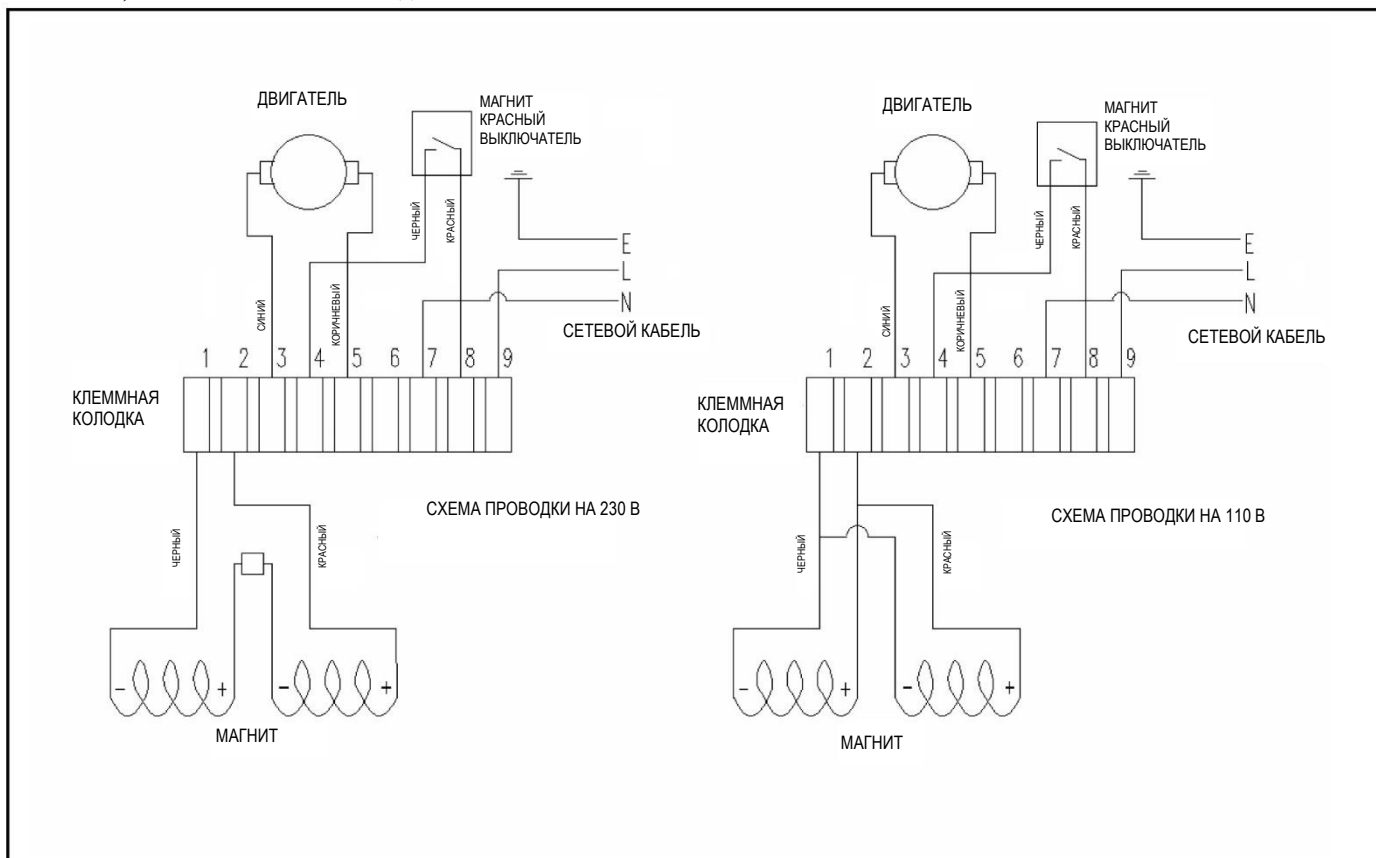 ДВИГАТЕЛЬ
МАГНИТ
КРАСНЫЙ
ВЫКЛЮЧАТЕЛЬ
ЧЕРНЫЙ
КРАСНЫЙ
E
L
N
СИНИЙ
КОРИЧНЕВЫЙ
СЕТЕВОЙ КАБЕЛЬ
1 2 3 4 5 6 7 8 9
КЛЕММНАЯ
КОЛОДКА
СХЕМА ПРОВОДКИ НА 230 В
ЧЕРНЫЙ
КРАСНЫЙ
- + - +
МАГНИТ
ДВИГАТЕЛЬ
МАГНИТ
КРАСНЫЙ
ВЫКЛЮЧАТЕЛЬ
ЧЕРНЫЙ
КРАСНЫЙ
E
L
N
СИНИЙ
КОРИЧНЕВЫЙ
СЕТЕВОЙ КАБЕЛЬ
1 2 3 4 5 6 7 8 9
КЛЕММНАЯ
КОЛОДКА
СХЕМА ПРОВОДКИ НА 110 В
ЧЕРНЫЙ
КРАСНЫЙ
- + - +
МАГНИТ